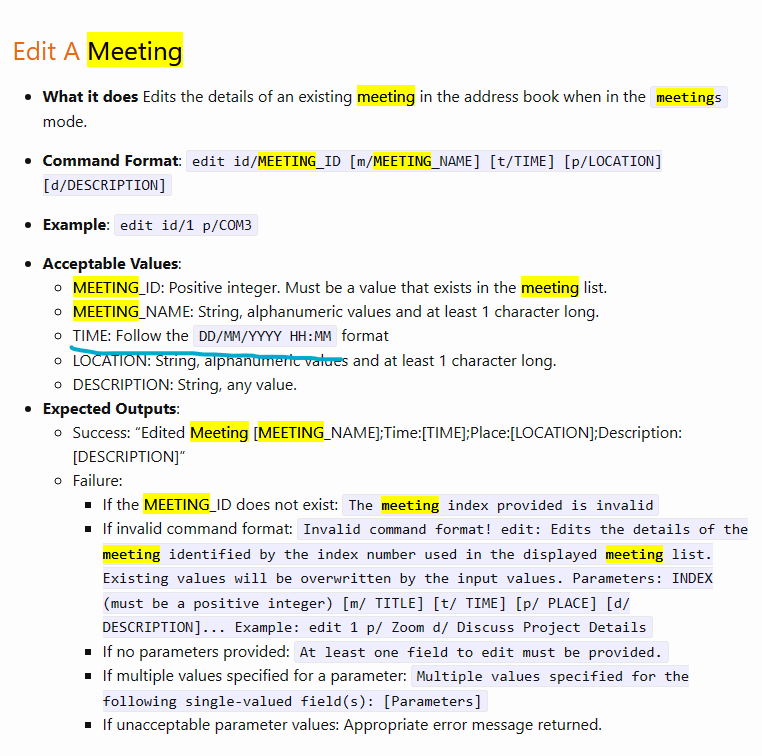 Edit A Meeting
What it does Edits the details of an existing meeting in the address book when in the meetings
mode.
Command Format: edit id/MEETING_ID [m/MEETING_NAME] [t/TIME] [p/LOCATION]
[d/DESCRIPTION]
Example: edit id/1 p/COM3
Acceptable Values:
MEETING_ID: Positive integer. Must be a value that exists in the meeting list.
MEETING_NAME: String, alphanumeric values and at least 1 character long.
TIME: Follow the DD/MM/YYYY HH:MM format
LOCATION: String, alphanumeric values and at least 1 character long.
DESCRIPTION: String, any value.
Expected Outputs:
Success: “Edited Meeting [MEETING_NAME];Time:[TIME];Place:[LOCATION];Description:
[DESCRIPTION]”
Failure:
If the MEETING_ID does not exist: The meeting index provided is invalid
If invalid command format: Invalid command format! edit: Edits the details of the
meeting identified by the index number used in the displayed meeting list.
Existing values will be overwritten by the input values. Parameters: INDEX
(must be a positive integer) [m/ TITLE] [t/ TIME] [p/ PLACE] [d/
DESCRIPTION]... Example: edit 1 p/ Zoom d/ Discuss Project Details
If no parameters provided: At least one field to edit must be provided.
If multiple values specified for a parameter: Multiple values specified for the
following single-valued field(s): [Parameters]
If unacceptable parameter values: Appropriate error message returned.